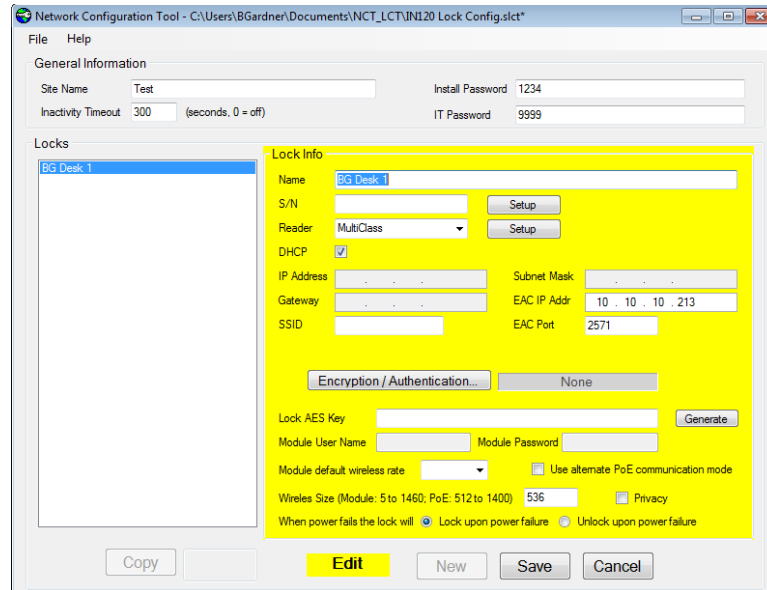 Network Configuration Tool - C:\Users\BGardner\Documents\NCT_LCT\IN120 Lock Config.slct*
File Help
General Information
Site Name Test Install Password 1234
Inactivity Timeout 300 (seconds, 0 = off) IT Password 9999
Locks
BG Desk 1
Lock Info
Name BG Desk 1
S/N Setup
Reader MultiClass Setup
DHCP
IP Address . . . Subnet Mask . . .
Gateway . . . EAC IP Addr 10 . 10 . 10 . 213
SSID EAC Port 2571
Encryption / Authentication... None
Lock AES Key Generate
Module User Name Module Password
Module default wireless rate Use alternate PoE communication mode
Wireles Size (Module: 5 to 1460; PoE: 512 to 1400) 536 Privacy
When power fails the lock will Lock upon power failure Unlock upon power failure
Copy Edit New Save Cancel